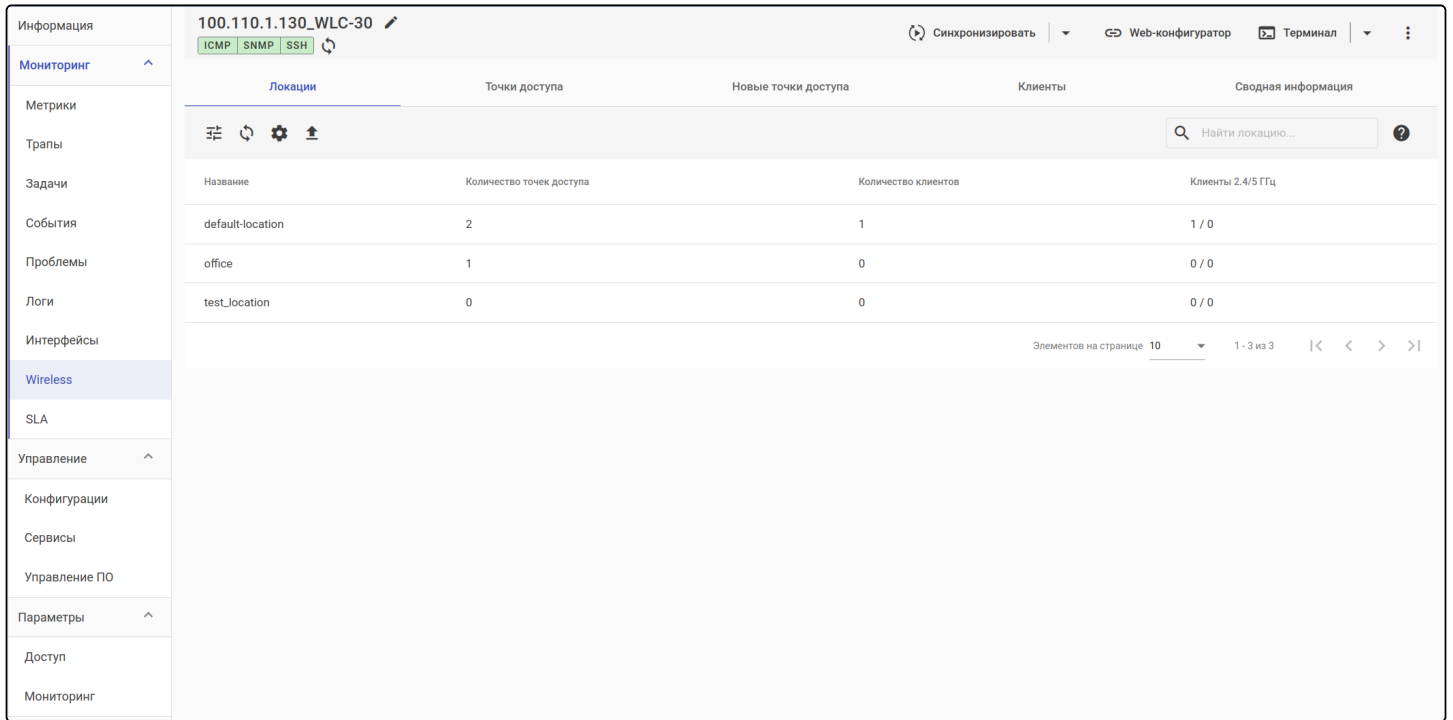 Информация
Мониторинг
Метрики
Трапы
Задачи
События
Проблемы
Логи
Интерфейсы
Wireless
SLA
Управление
Конфигурации
Сервисы
Управление ПО
Параметры
Доступ
Мониторинг
100.110.1.130_WLC-30
ICMP SNMP SSH
Синхронизировать Web-конфигуратор Терминал
Локации Точки доступа Новые точки доступа Клиенты Сводная информация
Найти локацию...
Название Количество точек доступа Количество клиентов Клиенты 2.4/5 ГГц
default-location 2 1 1 / 0
office 1 0 0 / 0
test_location 0 0 0 / 0
Элементов на странице 10 1 - 3 из 3